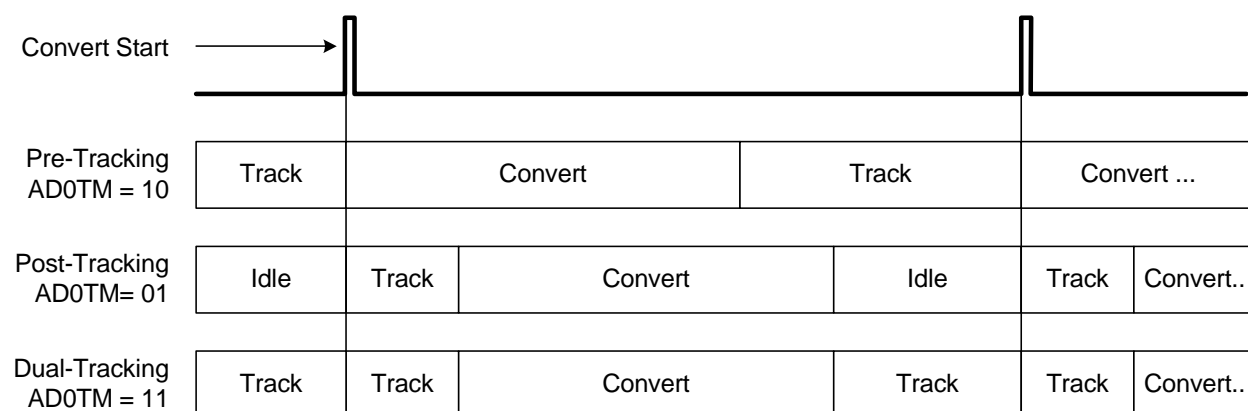 Convert Start
Pre-Tracking
AD0TM = 10
Track
Convert
Track
Convert ...
Post-Tracking
AD0TM= 01
Idle
Track
Convert
Idle
Track
Convert..
Dual-Tracking
AD0TM = 11
Track
Track
Convert
Track
Track
Convert..